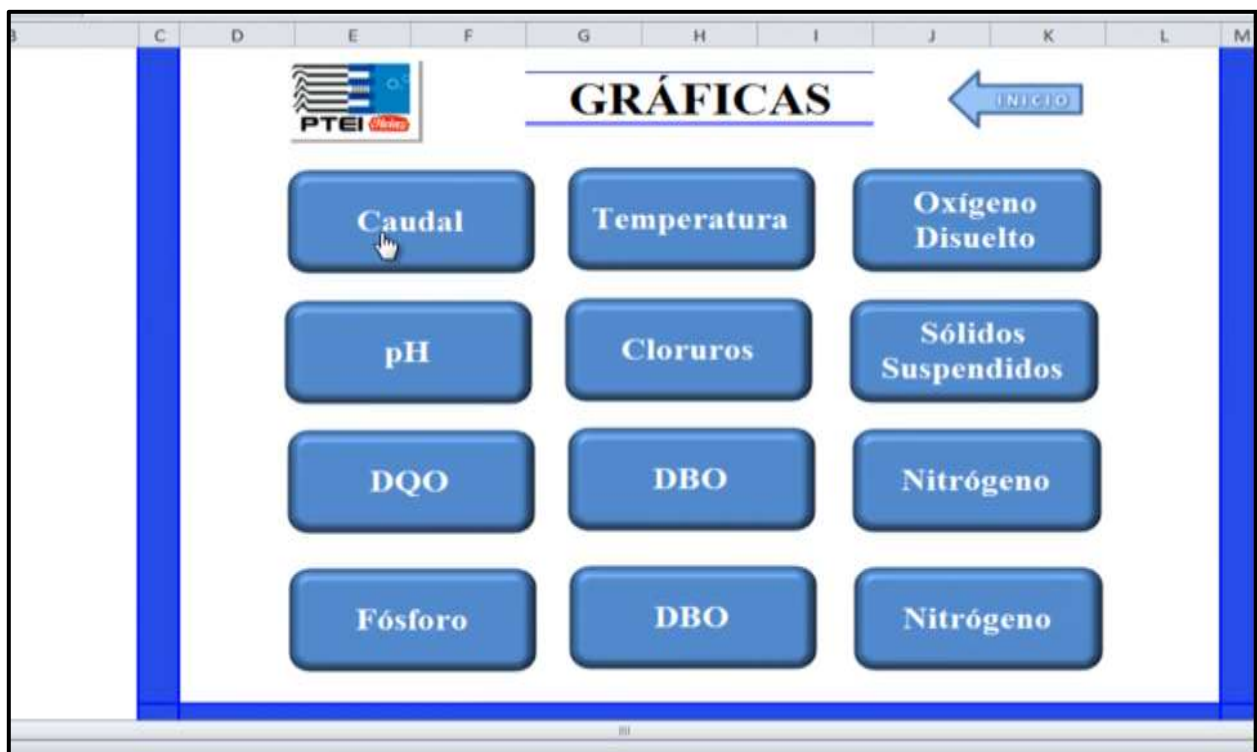 C D E F G H I J K L M
PTEI
GRÁFICAS
INICIO
Caudal
Temperatura
Oxígeno
Disuelto
pH
Cloruros
Sólidos
Suspendidos
DQO
DBO
Nitrógeno
Fósforo
DBO
Nitrógeno